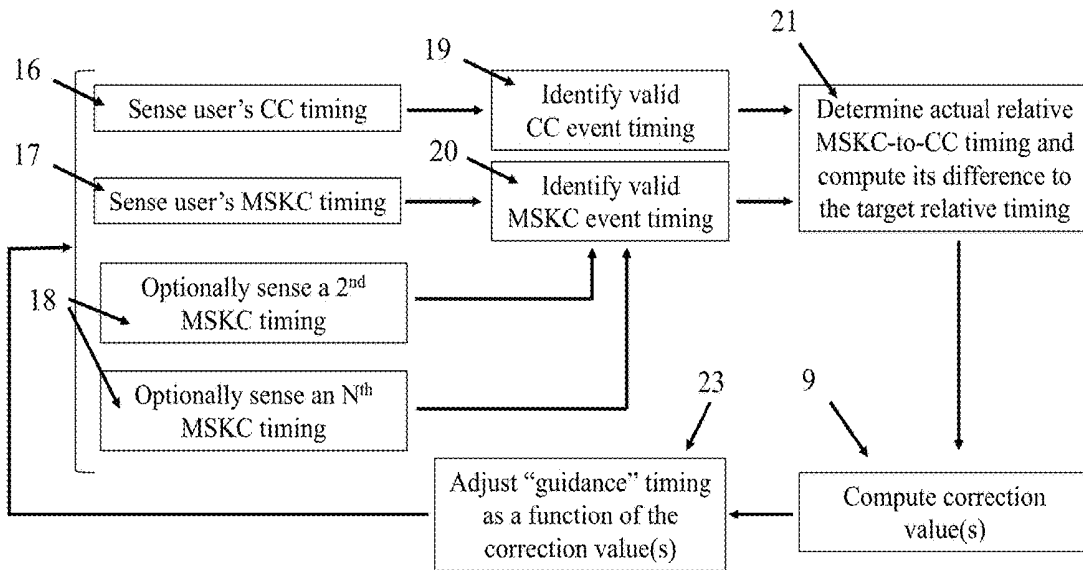 16
Sense user's CC timing
19
Identify valid
CC event timing
21
Determine actual relative
MSKC-to-CC timing and
compute its difference to
the target relative timing
17
Sense user's MSKC timing
20
Identify valid
MSKC event timing
18
Optionally sense a 2nd
MSKC timing
Optionally sense an Nth
MSKC timing
23
Adjust “guidance” timing
as a function of the
correction value(s)
9
Compute correction
value(s)